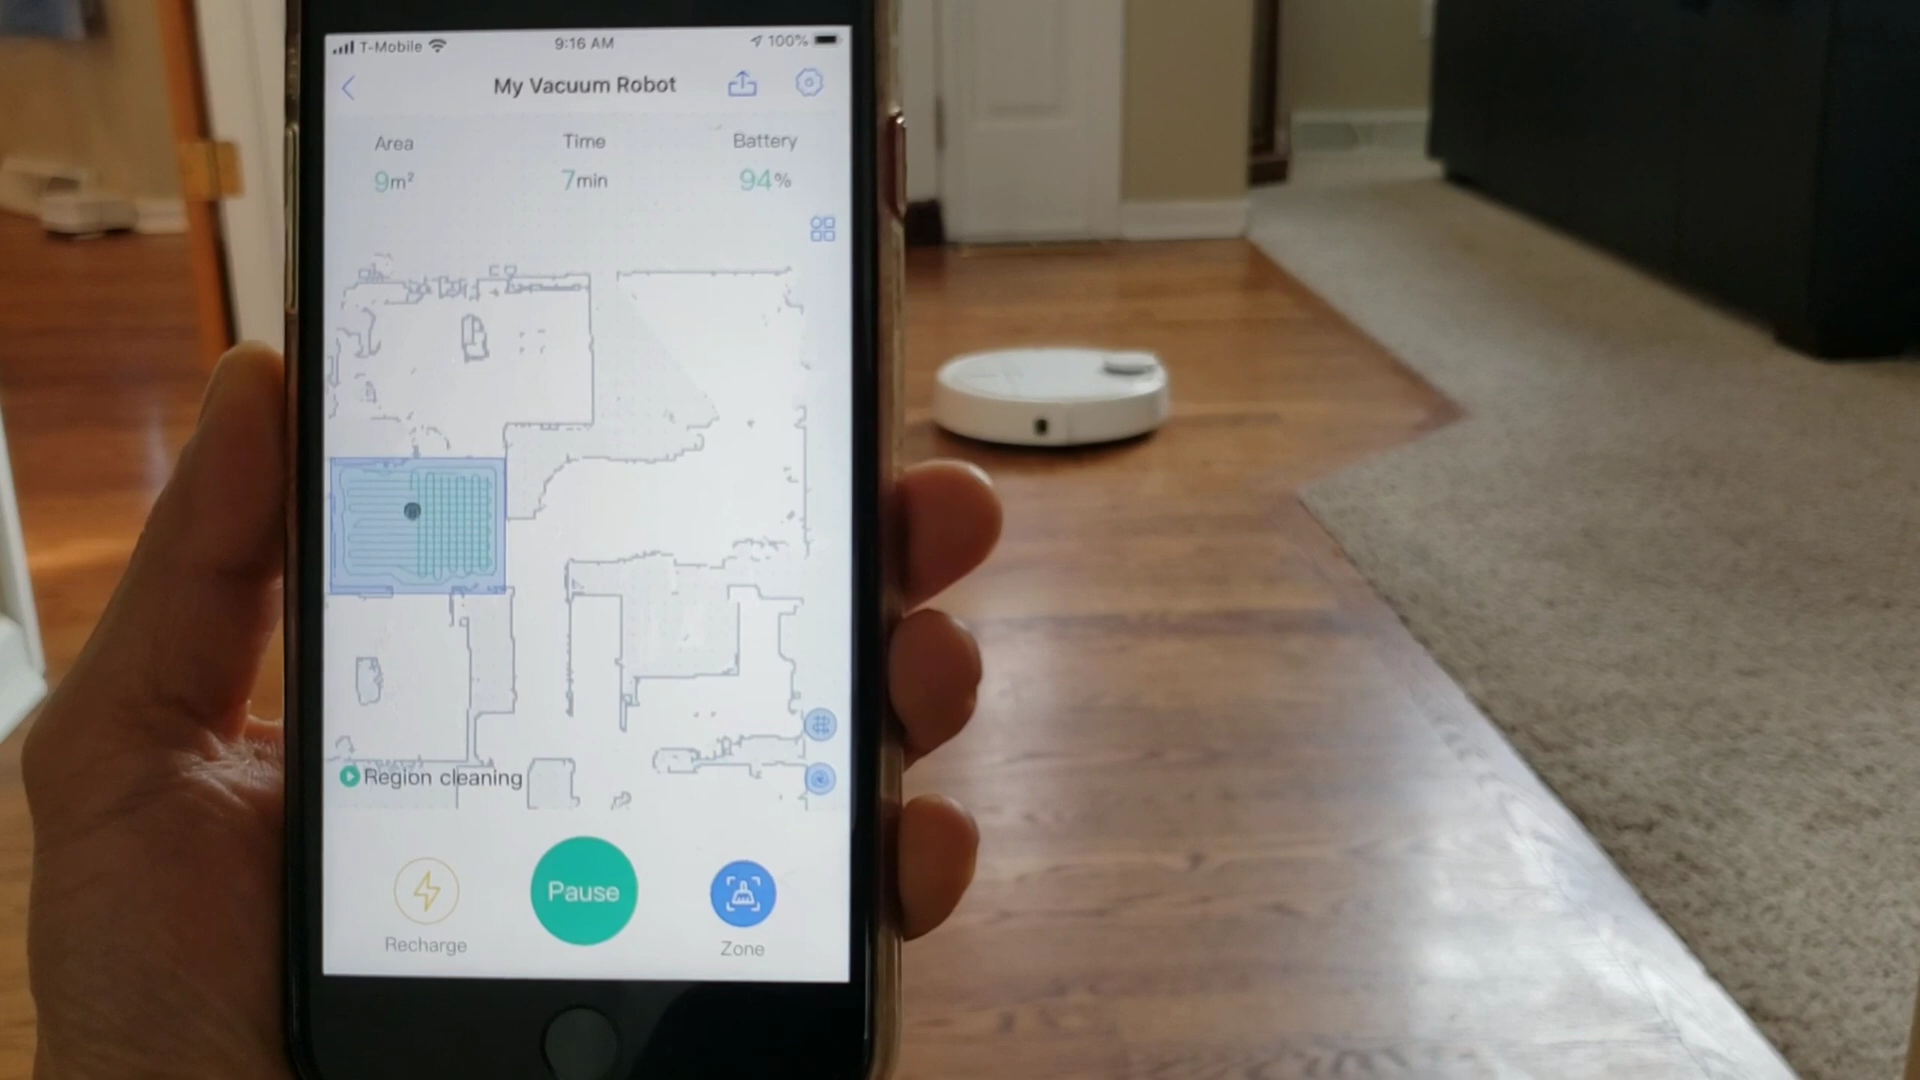 T-Mobile 9:16 AM 100%
My Vacuum Robot
Area Time Battery
9m² 7min 94%
Region cleaning
Pause
Recharge Zone